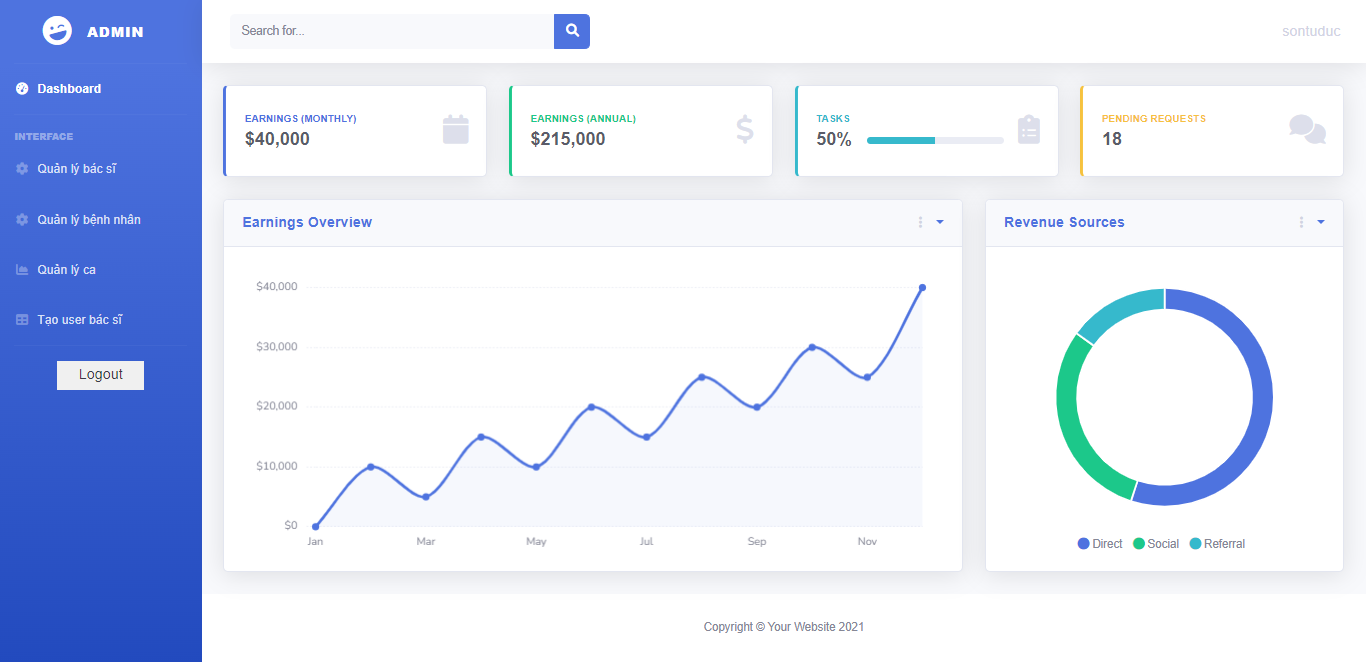 ADMIN
Dashboard
INTERFACE
Quản lý bác sĩ
Quản lý bệnh nhân
Quản lý ca
Tạo user bác sĩ
Logout
Search for...
sontuduc
EARNINGS (MONTHLY)
$40,000
EARNINGS (ANNUAL)
$215,000
TASKS
50%
PENDING REQUESTS
18
Earnings Overview
$40,000
$30,000
$20,000
$10,000
$0
Jan Mar May Jul Sep Nov
Revenue Sources
Direct Social Referral
Copyright © Your Website 2021